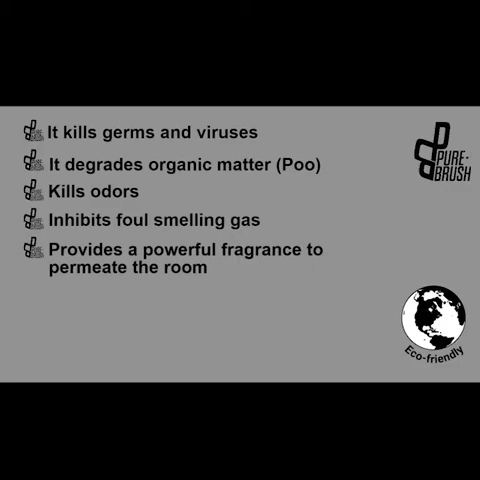 It kills germs and viruses
It degrades organic matter (Poo)
Kills odors
Inhibits foul smelling gas
Provides a powerful fragrance to
permeate the room
PURE-
BRUSH
Eco-friendly